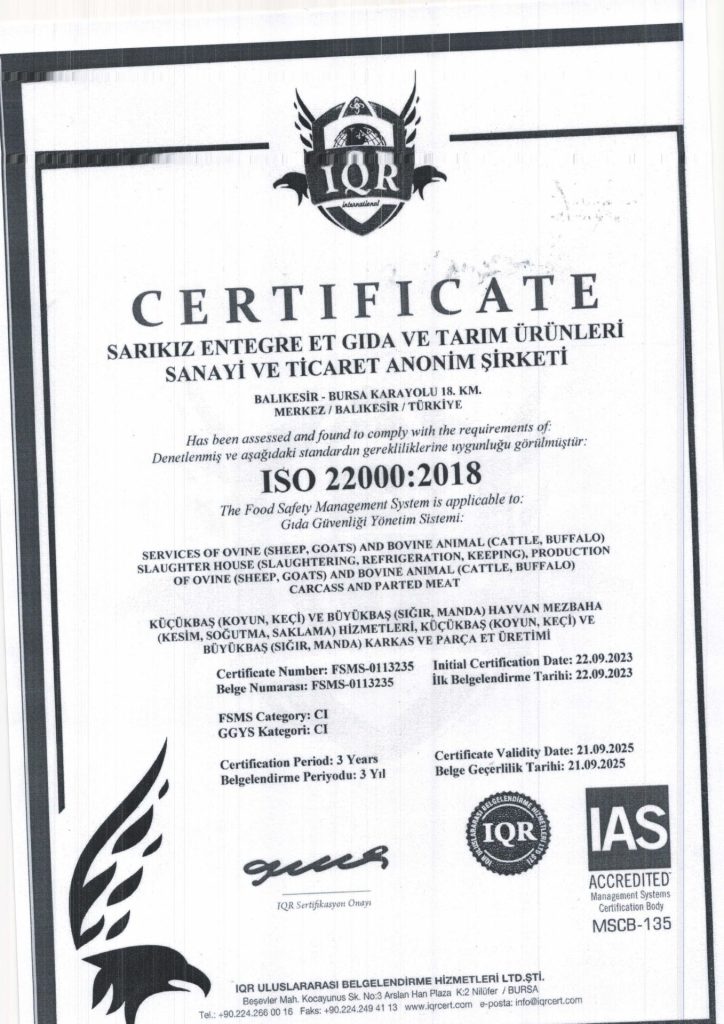 IQR
international
CERTIFICATE
SARIKIZ ENTEGRE ET GIDA VE TARIM ÜRÜNLERİ
SANAYİ VE TİCARET ANONİM ŞİRKETİ
BALIKESİR - BURSA KARAYOLU 18. KM.
MERKEZ / BALIKESİR / TÜRKİYE
Has been assessed and found to comply with the requirements of:
Denetlenmiş ve aşağıdaki standardın gerekliliklerine uygunluğu görülmüştür:
ISO 22000:2018
The Food Safety Management System is applicable to:
Gıda Güvenliği Yönetim Sistemi:
SERVICES OF OVINE (SHEEP, GOATS) AND BOVINE ANIMAL (CATTLE, BUFFALO)
SLAUGHTER HOUSE (SLAUGHTERING, REFRIGERATION, KEEPING), PRODUCTION
OF OVINE (SHEEP, GOATS) AND BOVINE ANIMAL (CATTLE, BUFFALO)
CARCASS AND PARTED MEAT
KÜÇÜKBAŞ (KOYUN, KEÇİ) VE BÜYÜKBAŞ (SIĞIR, MANDA) HAYVAN MEZBAHA
(KESİM, SOĞUTMA, SAKLAMA) HİZMETLERİ, KÜÇÜKBAŞ (KOYUN, KEÇİ) VE
BÜYÜKBAŞ (SIĞIR, MANDA) KARKAS VE PARÇA ET ÜRETİMİ
Certificate Number: FSMS-0113235 Initial Certification Date: 22.09.2023
Belge Numarası: FSMS-0113235 İlk Belgelendirme Tarihi: 22.09.2023
FSMS Category: CI
GGYS Kategori: CI
Certification Period: 3 Years Certificate Validity Date: 21.09.2025
Belgelendirme Periyodu: 3 Yıl Belge Geçerlilik Tarihi: 21.09.2025
IQR ULUSLARARASI BELGELENDİRME HİZMETLERİ LTD ŞTİ
IQR
IAS
ACCREDITED
Management Systems
Certification Body
MSCB-135
IQR Sertifikasyon Onayı
IQR ULUSLARARASI BELGELENDİRME HİZMETLERİ LTD.ŞTİ.
Beşevler Mah. Kocayunus Sk. No:3 Arslan Han Plaza K:2 Nilüfer / BURSA
Tel.: +90.224.266 00 16 Faks: +90.224.249 41 13 www.iqrcert.com e-posta: info@iqrcert.com